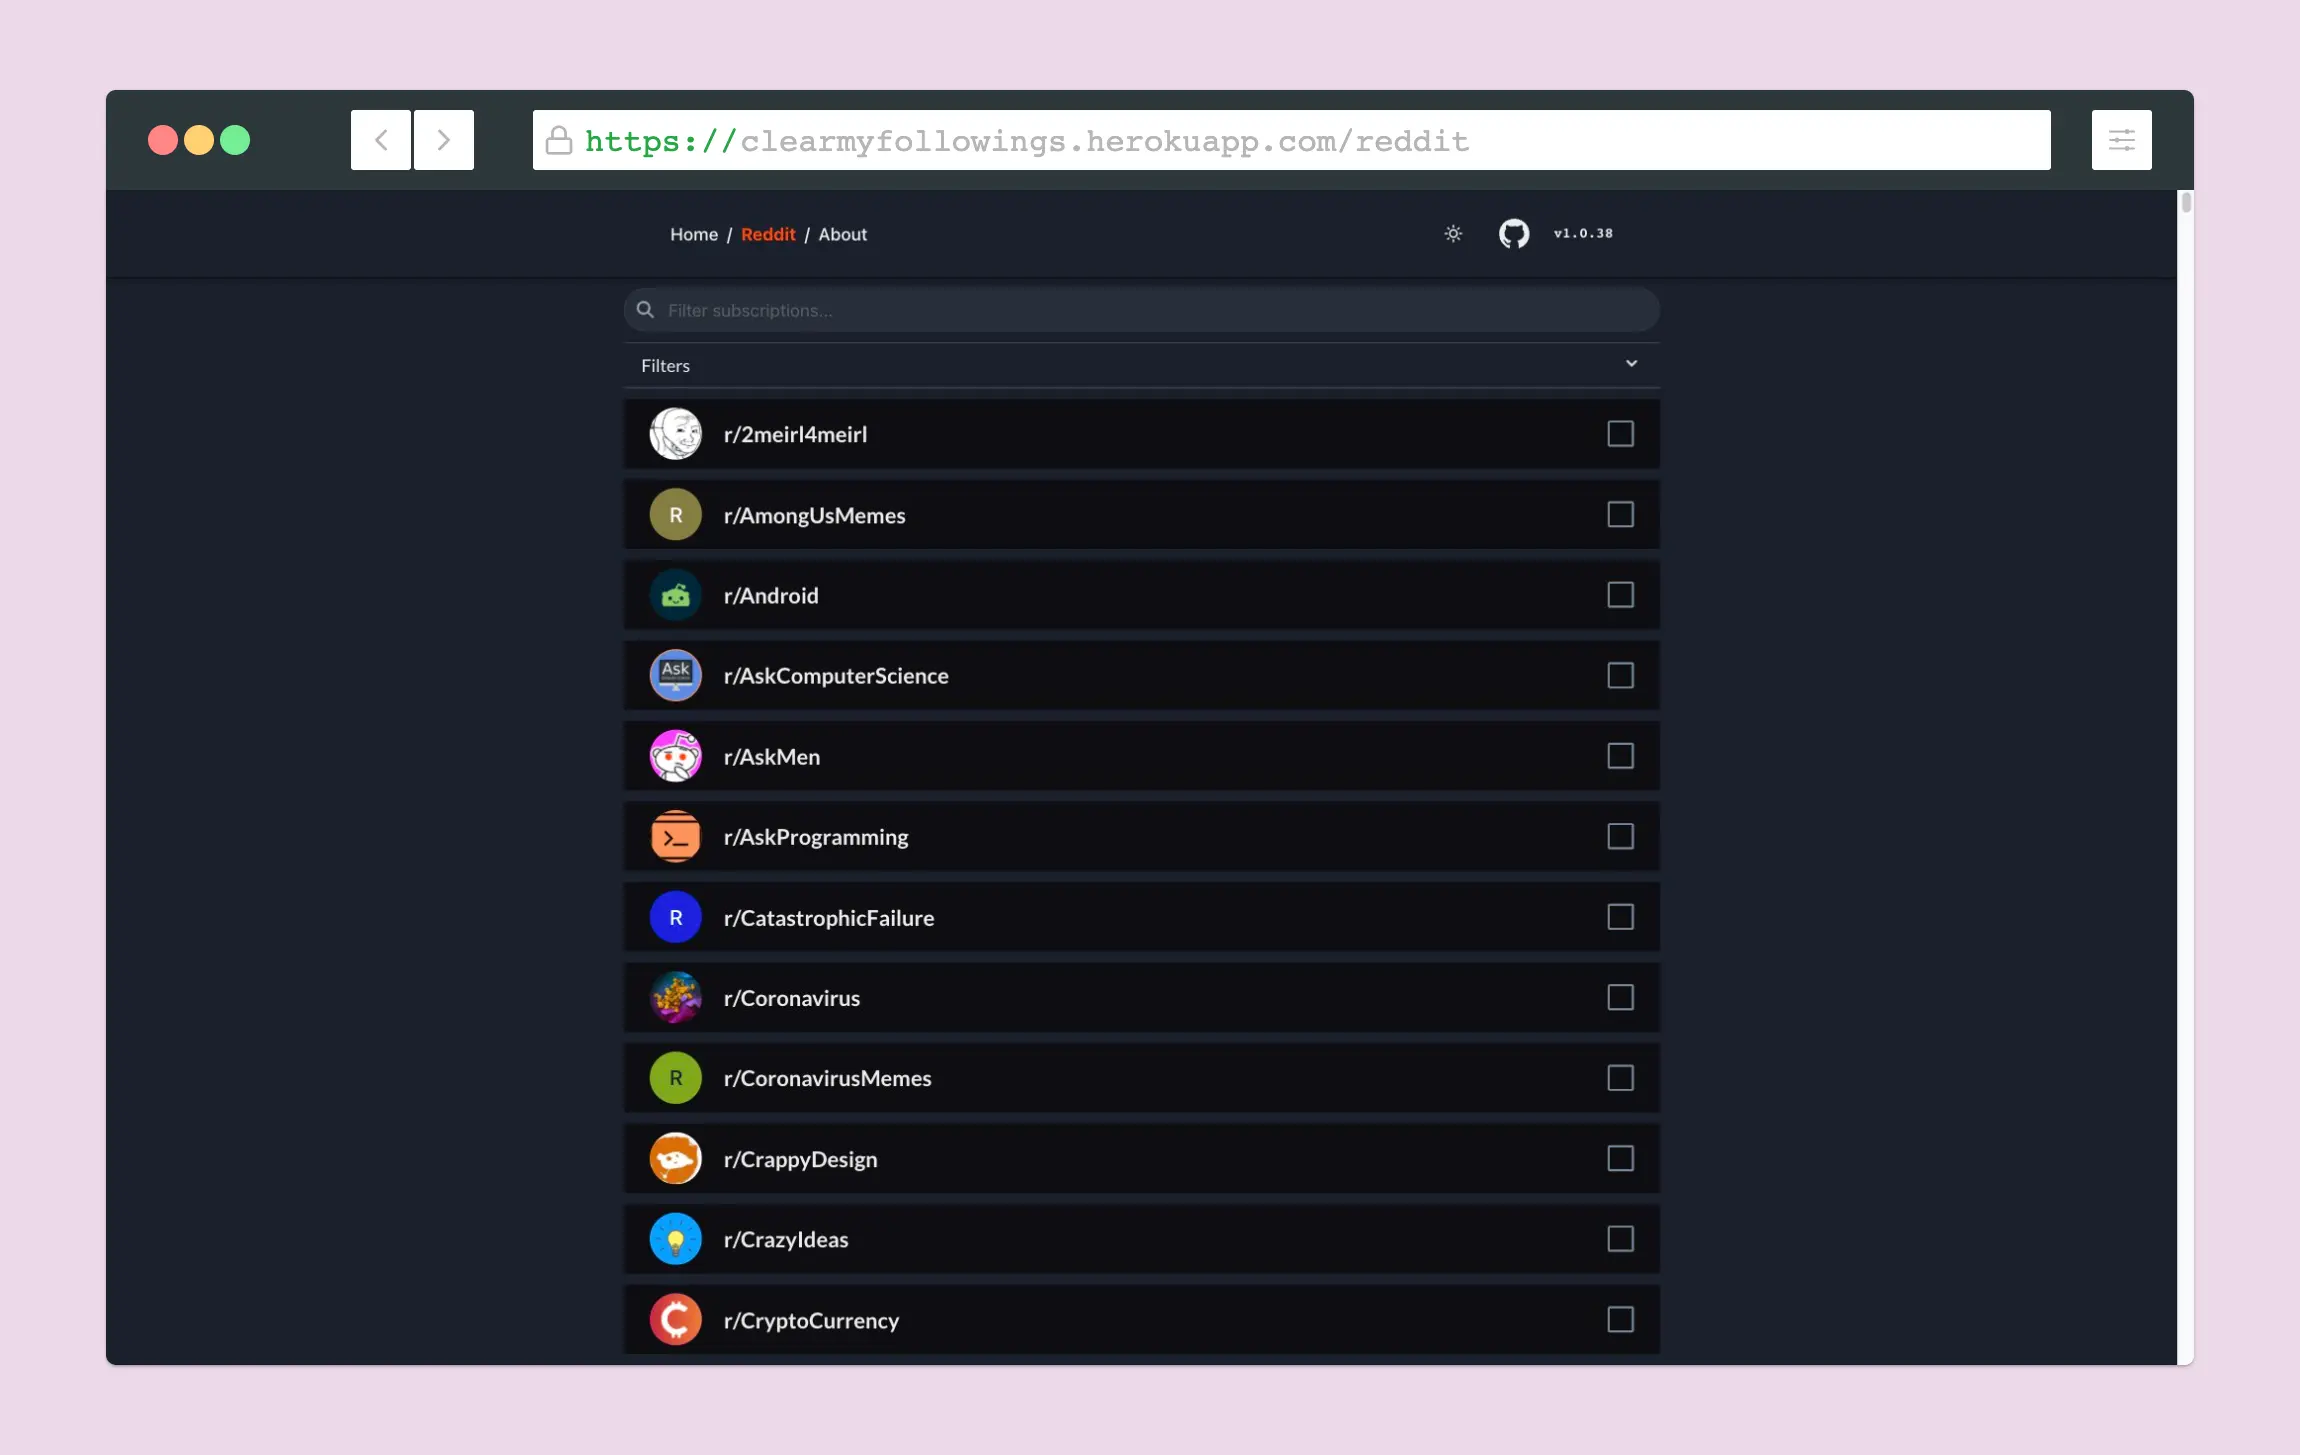 https://clearmyfollowings.herokuapp.com/reddit
Home / Reddit / About
v1.0.38
Filter subscriptions...
Filters
r/2meirl4meirl
R r/AmongUsMemes
r/Android
Ask r/AskComputerScience
r/AskMen
r/AskProgramming
R r/CatastrophicFailure
r/Coronavirus
R r/CoronavirusMemes
r/CrappyDesign
r/CrazyIdeas
r/CryptoCurrency